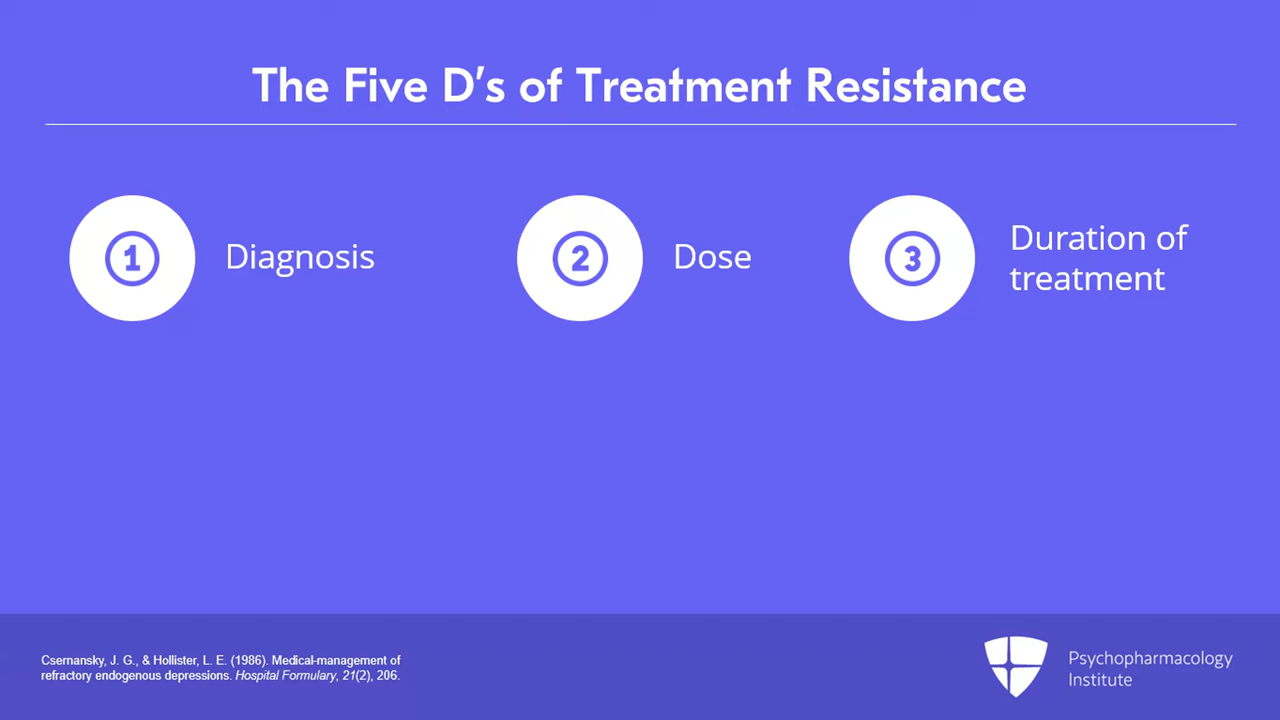 The Five D's of Treatment Resistance
1
Diagnosis
2
Dose
3
Duration of
treatment
Csernansky, J. G., & Hollister, L. E. (1986). Medical-management of
refractory endogenous depressions. Hospital Formulary, 21(2), 206.
Psychopharmacology
Institute